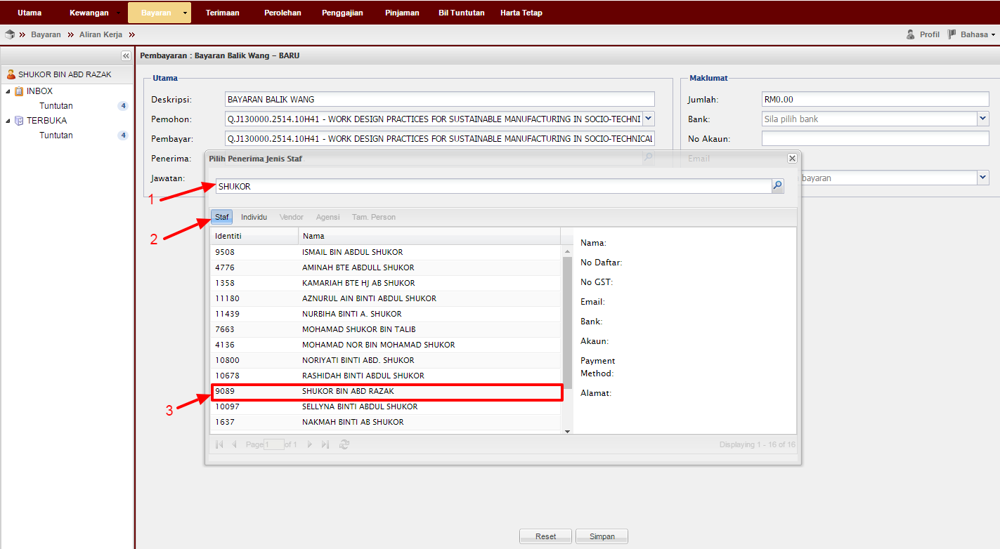 Utama Kewangan Bayaran Terimaan Perolehan Penggajian Pinjaman Bil Tuntutan Harta Tetap
Bayaran Aliran Kerja Profil Bahasa
Pembayaran : Bayaran Balik Wang – BARU
SHUKOR BIN ABD RAZAK
INBOX
Tuntutan 4
TERBUKA
Tuntutan 4
Utama
Deskripsi: BAYARAN BALIK WANG
Pemohon: Q.J130000.2514.10H41 - WORK DESIGN PRACTICES FOR SUSTAINABLE MANUFACTURING IN SOCIO-TECHNI
Pembayar: Q.J130000.2514.10H41 - WORK DESIGN PRACTICES FOR SUSTAINABLE MANUFACTURING IN SOCIO-TECHNICAL
Penerima:
Jawatan:
Maklumat
Jumlah: RM0.00
Bank: Sila pilih bank
No Akaun:
Email
bayaran
Pilih Penerima Jenis Staf
1
SHUKOR
2
Staf Individu Vendor Agensi Tam. Person
Identiti Nama
9508 ISMAIL BIN ABDUL SHUKOR
4776 AMINAH BTE ABDULL SHUKOR
1358 KAMARIAH BTE HJ AB SHUKOR
11180 AZNURUL AIN BINTI ABDUL SHUKOR
11439 NURBIHA BINTI A. SHUKOR
7663 MOHAMAD SHUKOR BIN TALIB
4136 MOHAMAD NOR BIN MOHAMAD SHUKOR
10800 NORIYATI BINTI ABD. SHUKOR
10678 RASHIDAH BINTI ABDUL SHUKOR
9089 SHUKOR BIN ABD RAZAK
3
10097 SELLYNA BINTI ABDUL SHUKOR
1637 NAKMAH BINTI AB SHUKOR
Nama:
No Daftar:
No GST:
Email:
Bank:
Akaun:
Payment
Method:
Alamat:
Page 1 of 1 Displaying 1 - 16 of 16
Reset Simpan